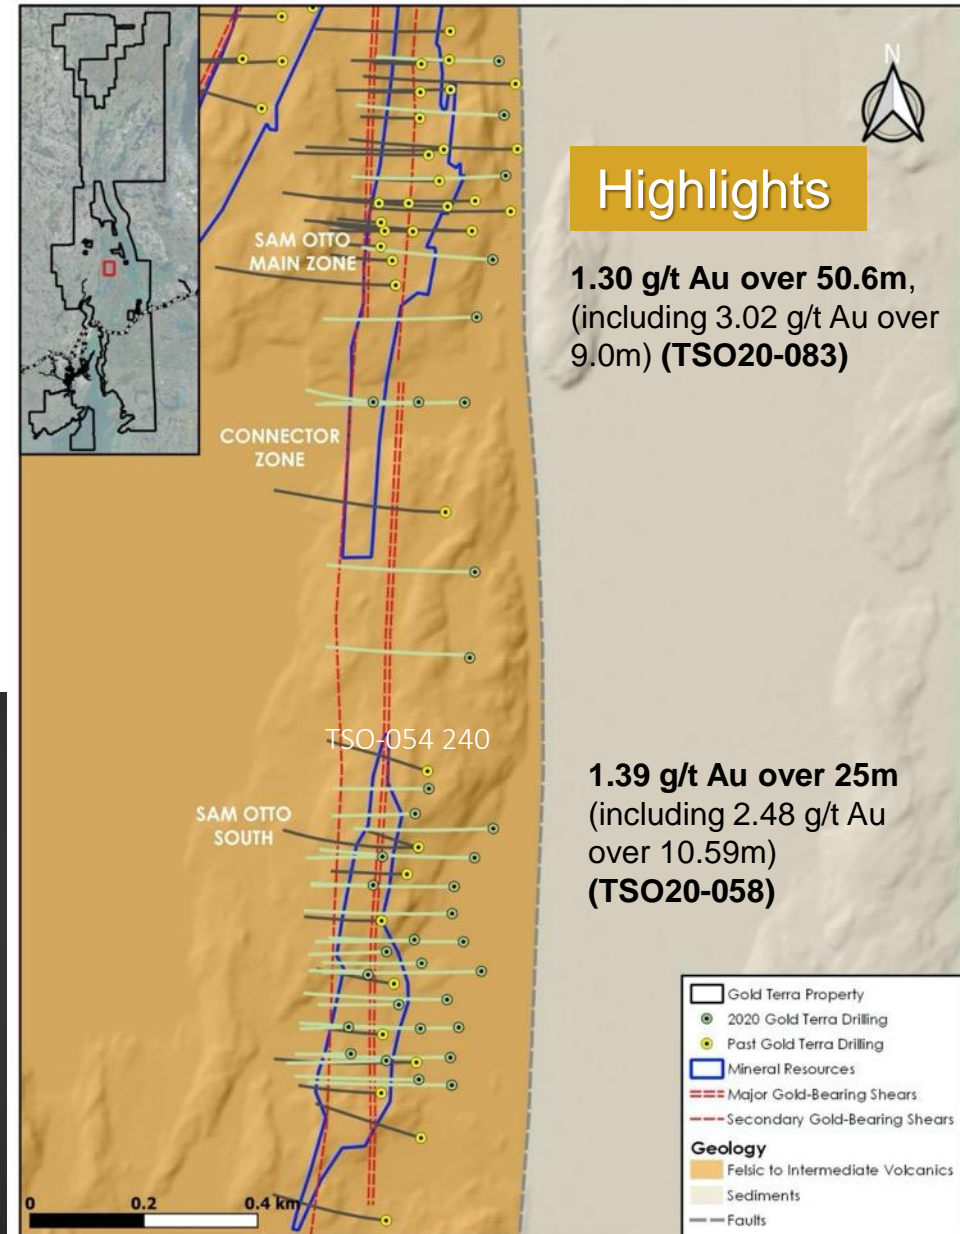 N
Highlights
1.30 g/t Au over 50.6m,
(including 3.02 g/t Au over
9.0m) (TSO20-083)
SAM OTTO
MAIN ZONE
CONNECTOR
ZONE
TSO-054 240
SAM OTTO
SOUTH
1.39 g/t Au over 25m
(including 2.48 g/t Au
over 10.59m)
(TSO20-058)
Gold Terra Property
2020 Gold Terra Drilling
Past Gold Terra Drilling
Mineral Resources
Major Gold-Bearing Shears
Secondary Gold-Bearing Shears
Geology
Felsic to Intermediate Volcanics
Sediments
Faults
0 0.2 0.4 km